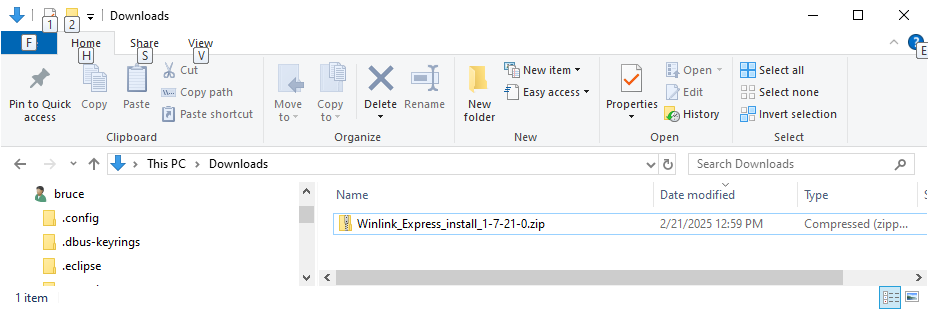 Downloads
1 2
F Home Share View
H S V E
Pin to Quick access
Copy
Paste
Cut
Copy path
Paste shortcut
Clipboard
Move to
Copy to
Delete
Rename
Organize
New folder
New item
Easy access
New
Properties
Open
Edit
History
Open
Select all
Select none
Invert selection
Select
This PC > Downloads
Search Downloads
bruce
.config
.dbus-keyrings
.eclipse
Name Date modified Type
Winlink_Express_install_1-7-21-0.zip 2/21/2025 12:59 PM Compressed (zipp...
1 item